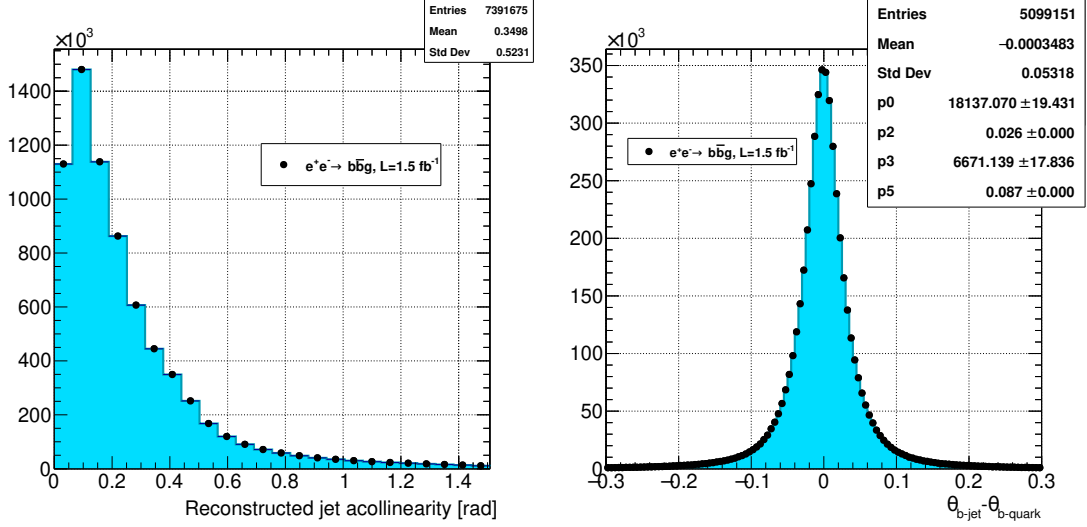 Entries 7391675
Mean 0.3498
Std Dev 0.5231
×10³
1400
1200
1000
800
600
400
200
0
e⁺e⁻→ bb̅g, L=1.5 fb⁻¹
0 0.2 0.4 0.6 0.8 1 1.2 1.4
Reconstructed jet acollinearity [rad]
Entries 5099151
Mean −0.0003483
Std Dev 0.05318
p0 18137.070 ±19.431
p2 0.026 ±0.000
p3 6671.139 ±17.836
p5 0.087 ±0.000
×10³
350
300
250
200
150
100
50
0
e⁺e⁻→ bb̅g, L=1.5 fb⁻¹
−0.3 −0.2 −0.1 0 0.1 0.2 0.3
θb-jet-θb-quark